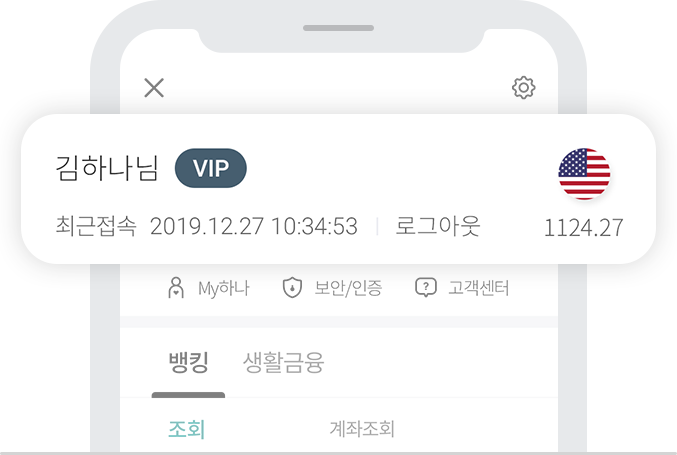 김하나님 VIP
최근접속 2019.12.27 10:34:53 로그아웃 1124.27
My하나 보안/인증 고객센터
뱅킹 생활금융
조회 계좌조회